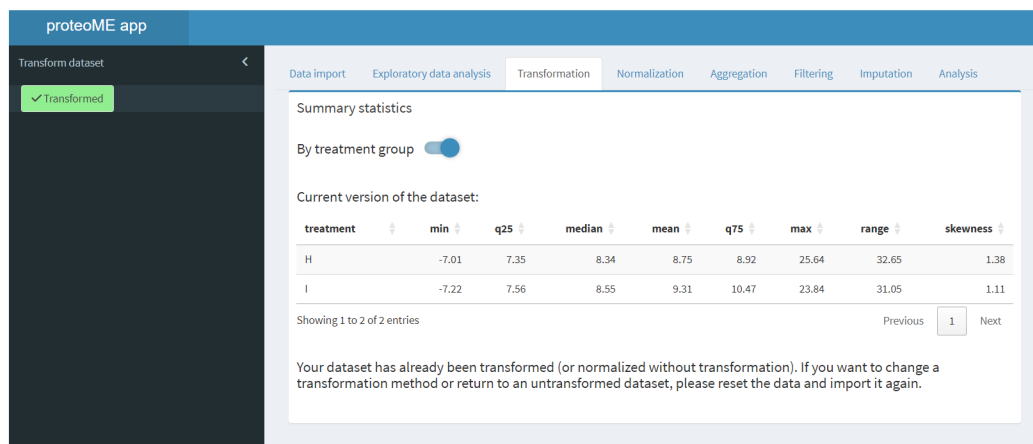 proteoME app
Transform dataset
Transformed
Data import Exploratory data analysis Transformation Normalization Aggregation Filtering Imputation Analysis
Summary statistics
By treatment group
Current version of the dataset:
treatment min q25 median mean q75 max range skewness
H -7.01 7.35 8.34 8.75 8.92 25.64 32.65 1.38
I -7.22 7.56 8.55 9.31 10.47 23.84 31.05 1.11
Showing 1 to 2 of 2 entries Previous 1 Next
Your dataset has already been transformed (or normalized without transformation). If you want to change a
transformation method or return to an untransformed dataset, please reset the data and import it again.